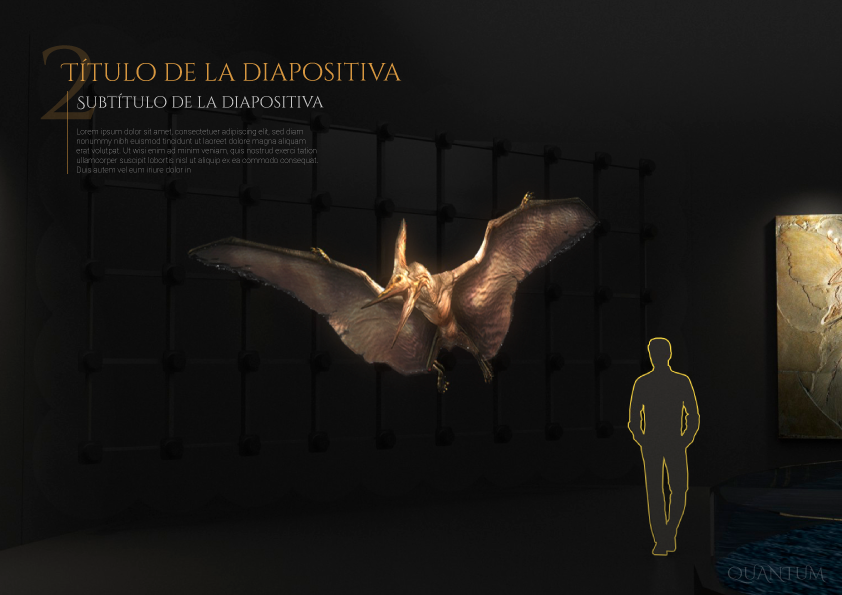 2
TÍTULO DE LA DIAPOSITIVA
SUBTÍTULO DE LA DIAPOSITIVA
Lorem ipsum dolor sit amet, consectetuer adipiscing elit, sed diam
nonummy nibh euismod tincidunt ut laoreet dolore magna aliquam
erat volutpat. Ut wisi enim ad minim veniam, quis nostrud exerci tation
ullamcorper suscipit lobortis nisl ut aliquip ex ea commodo consequat.
Duis autem vel eum iriure dolor in
QUANTUM